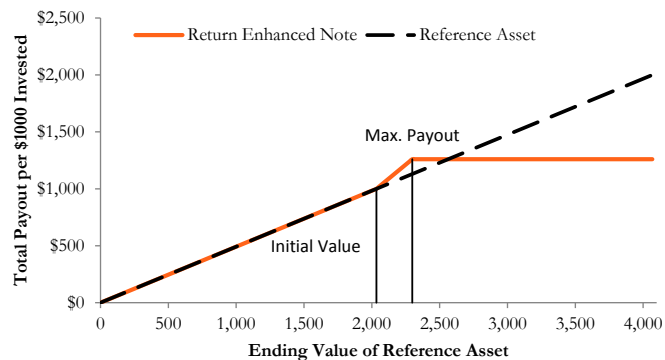 Return Enhanced Note
Reference Asset
Total Payout per $1000 Invested
$2,500
$2,000
$1,500
$1,000
$500
$0
Max. Payout
Initial Value
0
500
1,000
1,500
2,000
2,500
3,000
3,500
4,000
Ending Value of Reference Asset